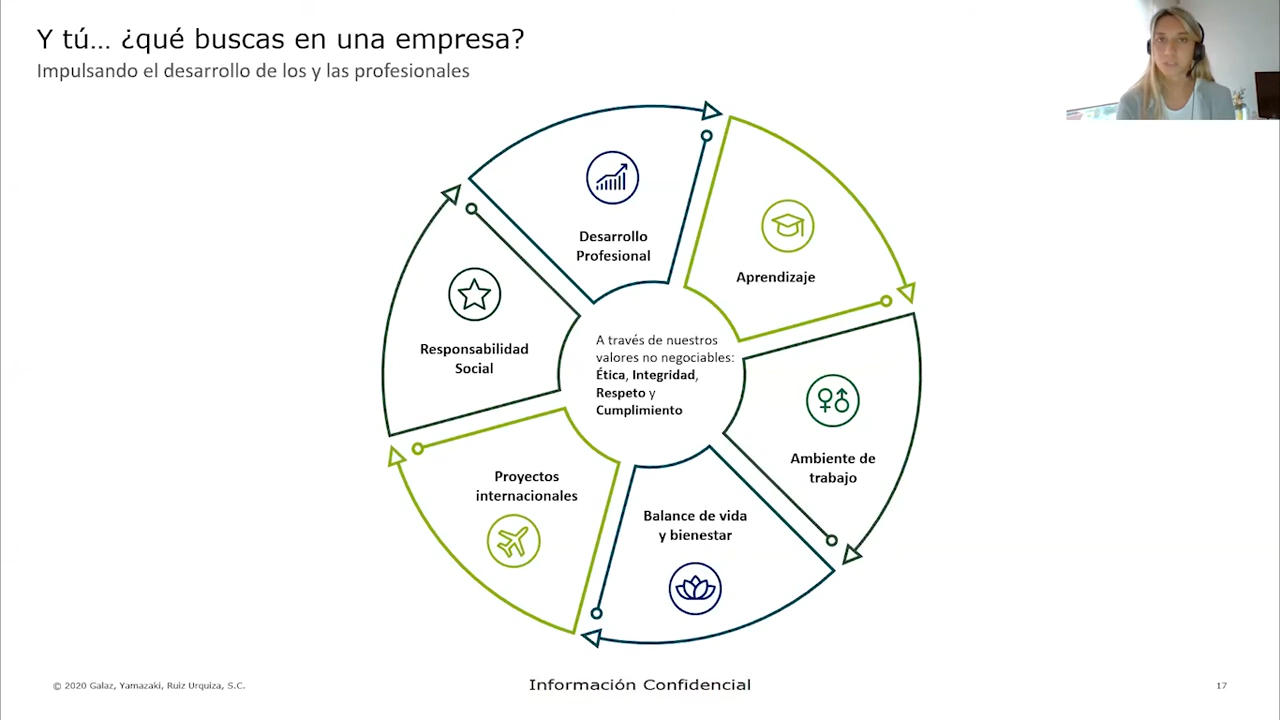 Y tú... ¿qué buscas en una empresa?
Impulsando el desarrollo de los y las profesionales
Desarrollo
Profesional
Aprendizaje
Ambiente de
trabajo
Balance de vida
y bienestar
Proyectos
internacionales
Responsabilidad
Social
A través de nuestros
valores no negociables:
Ética, Integridad,
Respeto y
Cumplimiento
© 2020 Galaz, Yamazaki, Ruiz Urquiza, S.C.
Información Confidencial
17